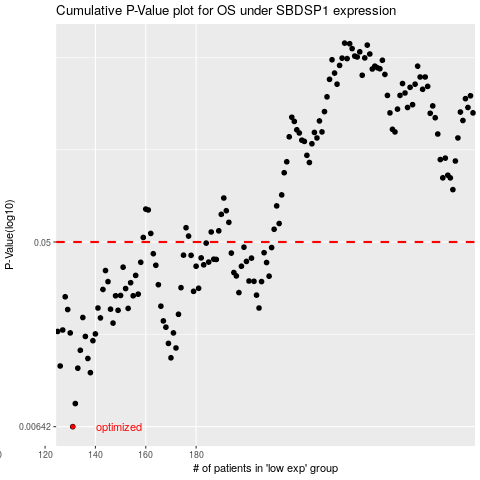 Cumulative P-Value plot for OS under SBDSP1 expression
P-Value(log10)
0.05
0.00642
optimized
0
120
140
160
180
# of patients in 'low exp' group